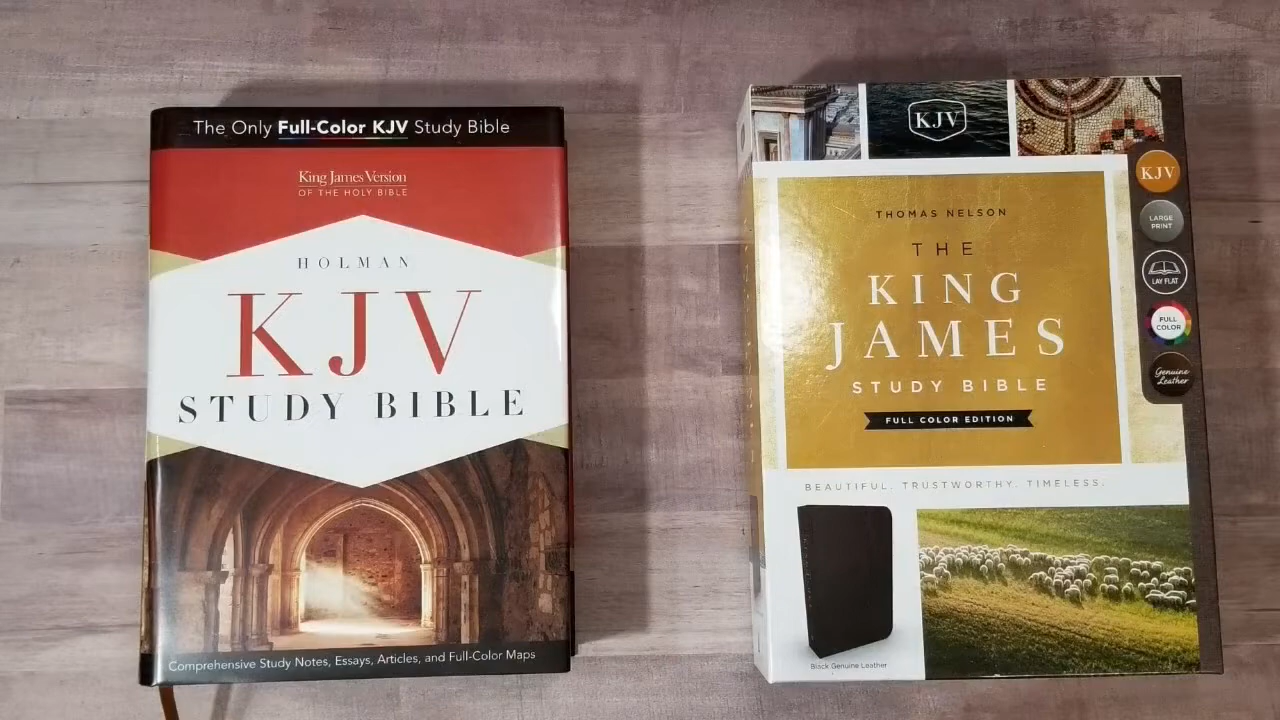 The Only Full-Color KJV Study Bible
King James Version
OF THE HOLY BIBLE
HOLMAN
KJV
STUDY BIBLE
Comprehensive Study Notes, Essays, Articles, and Full-Color Maps
KJV
THOMAS NELSON
THE
KING
JAMES
STUDY BIBLE
FULL COLOR EDITION
BEAUTIFUL. TRUSTWORTHY. TIMELESS.
Black Genuine Leather
KJV
LARGE
PRINT
LAY FLAT
FULL
COLOR
Genuine
Leather